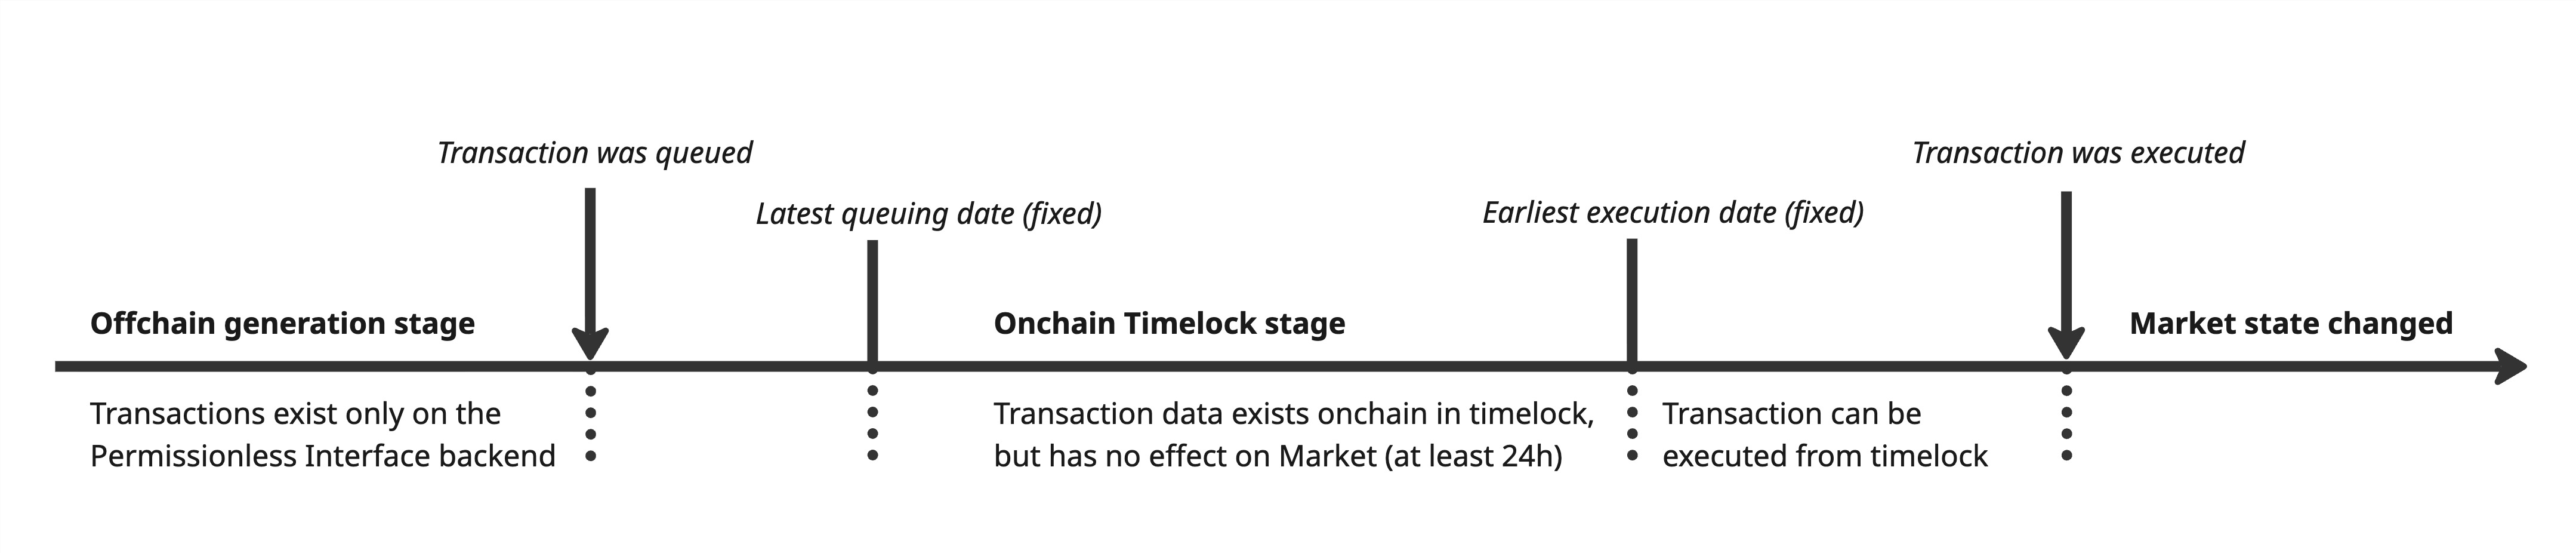 Transaction was queued
Transaction was executed
Latest queuing date (fixed)
Earliest execution date (fixed)
Offchain generation stage
Onchain Timelock stage
Market state changed
Transactions exist only on the
Permissionless Interface backend
Transaction data exists onchain in timelock,
but has no effect on Market (at least 24h)
Transaction can be
executed from timelock